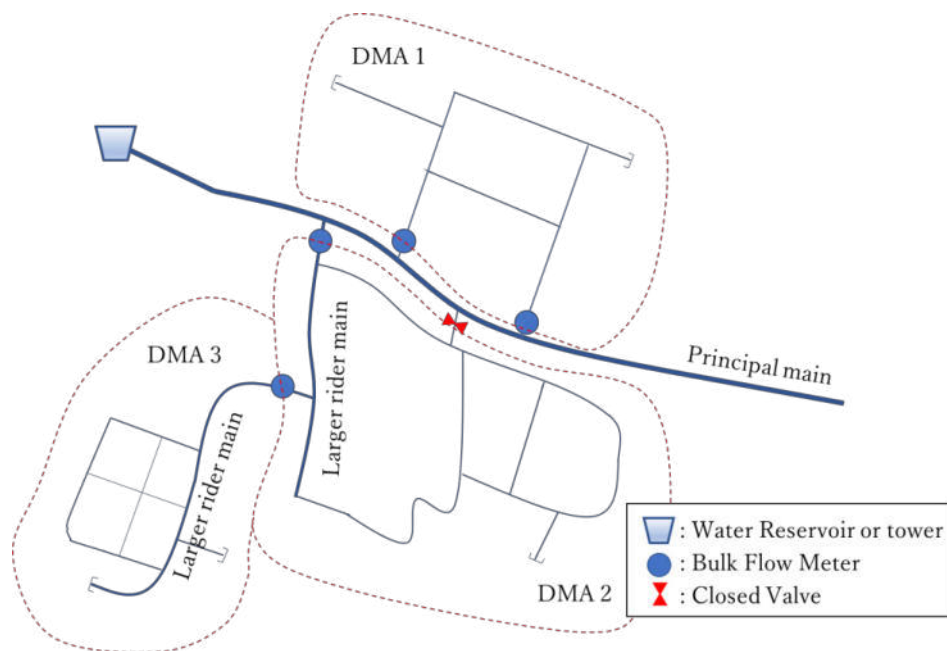 DMA 1
Principal main
DMA 3
Larger rider main
Larger rider main
DMA 2
: Water Reservoir or tower
: Bulk Flow Meter
: Closed Valve